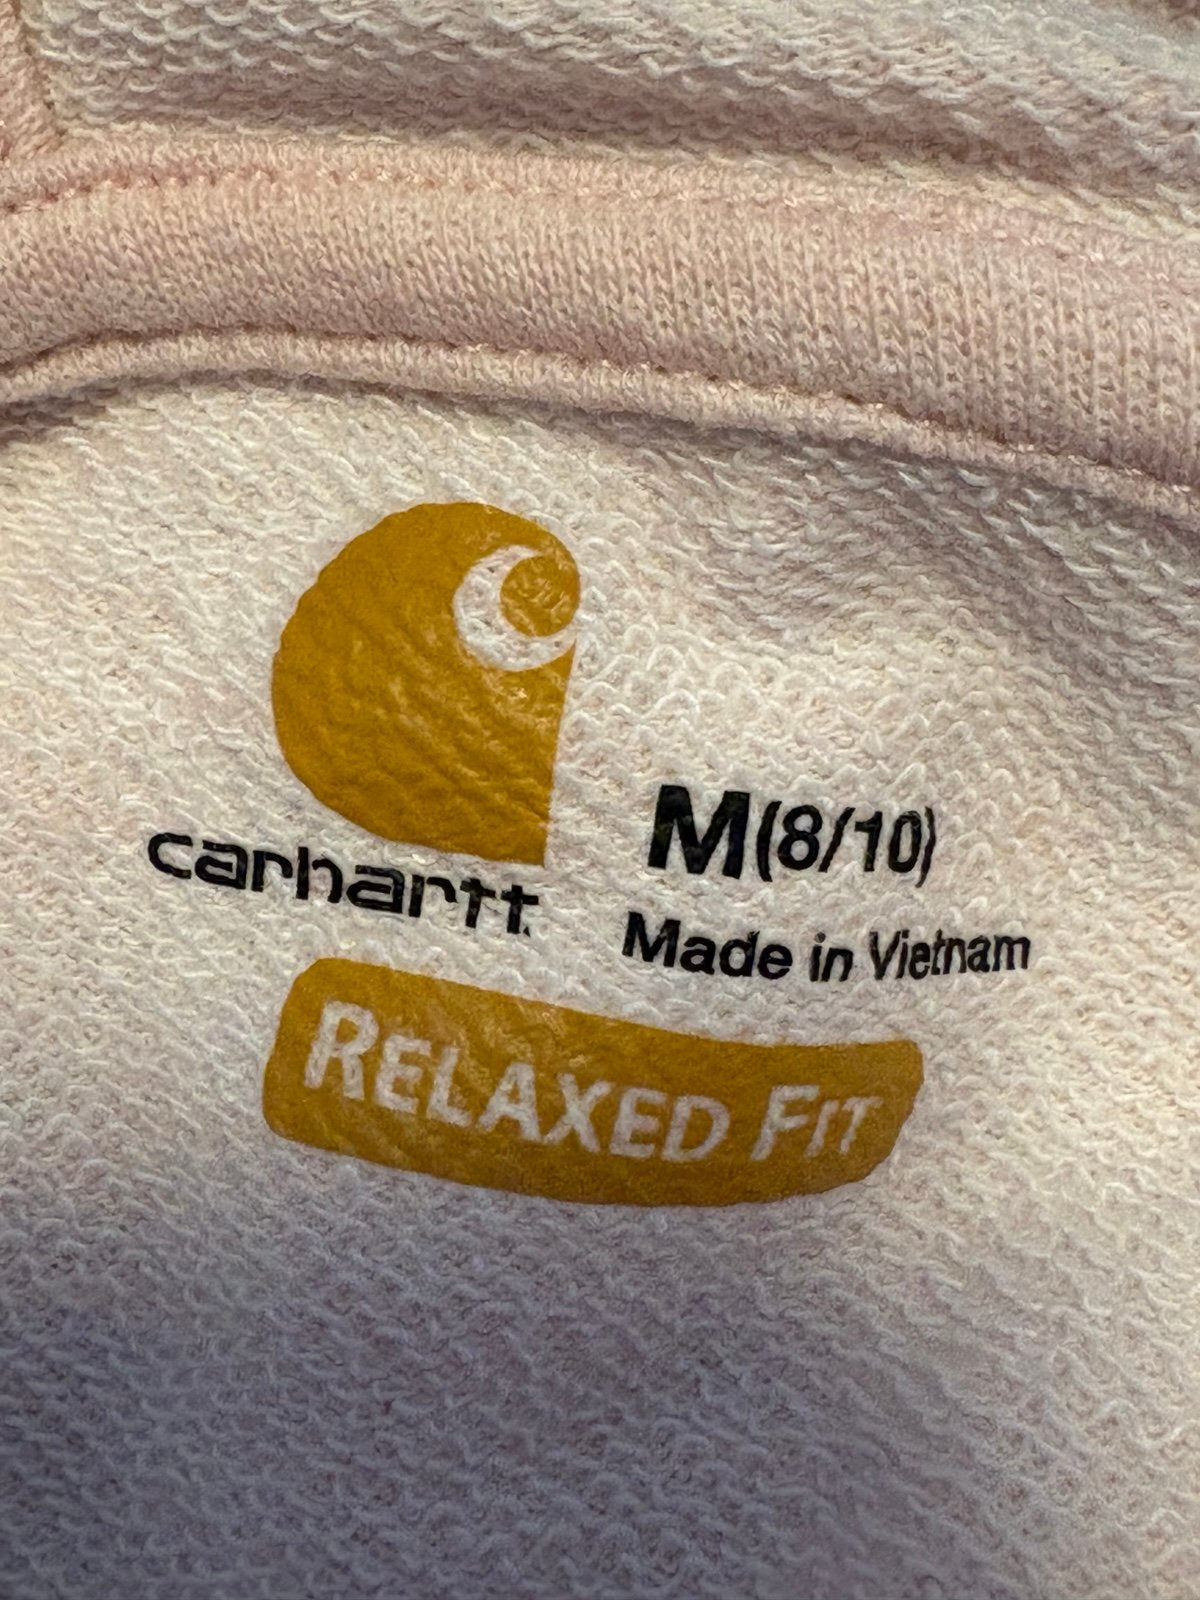 carhartt
M(8/10)
Made in Vietnam
RELAXED FIT